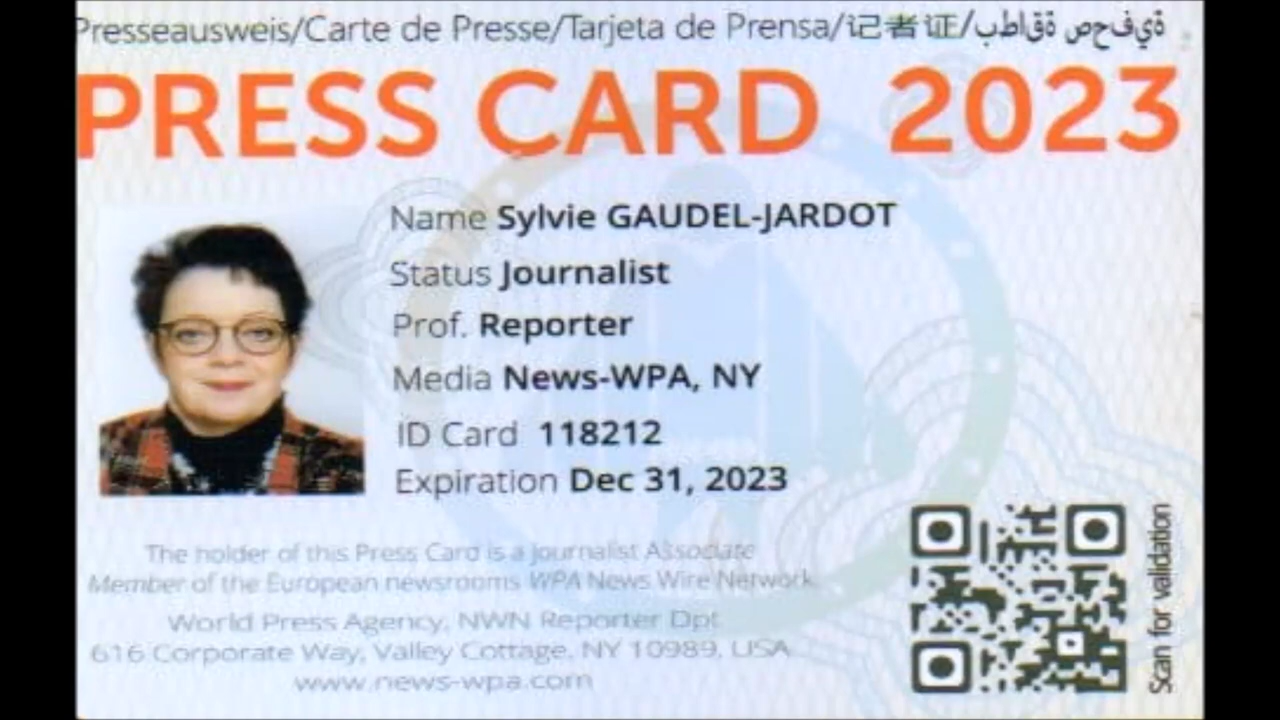 Presseausweis/Carte de Presse/Tarjeta de Prensa/记者证/بطاقة صحفية
PRESS CARD 2023
Name Sylvie GAUDEL-JARDOT
Status Journalist
Prof. Reporter
Media News-WPA, NY
ID Card 118212
Expiration Dec 31, 2023
The holder of this Press Card is a journalist Associate
Member of the European newsrooms WPA News Wire Network
World Press Agency, NWN Reporter Dpt
616 Corporate Way, Valley Cottage, NY 10989, USA
www.news-wpa.com
Scan for validation